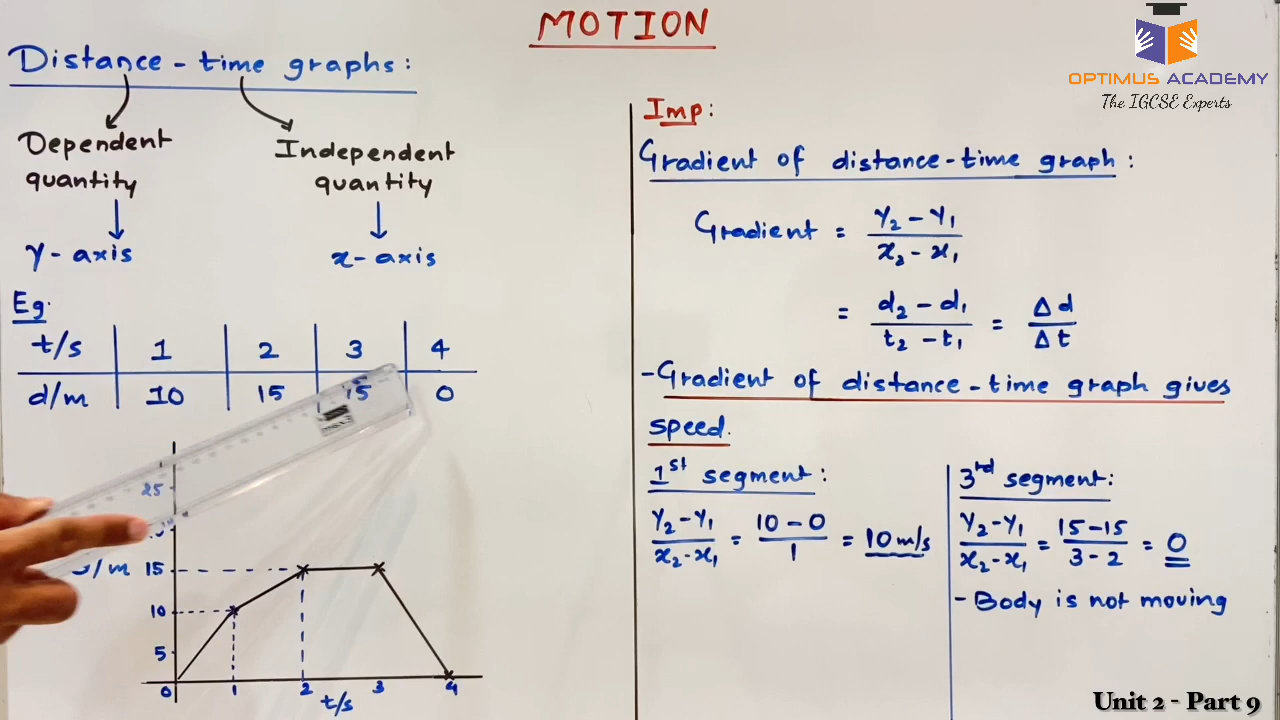 MOTION
OPTIMUS ACADEMY
The IGCSE Experts
Distance - time graphs:
Dependent quantity
Independent quantity
y - axis
x - axis
Eg.
t/s 1 2 3 4
d/m 10 15 15 0
25
/m 15
10
5
0 1 2 3 4
t/s
Imp:
Gradient of distance - time graph :
Gradient = Y₂ - Y₁ / x₂ - x₁
= d₂ - d₁ / t₂ - t₁ = Δd / Δt
- Gradient of distance - time graph gives
speed.
1st segment :
Y₂ - Y₁ / x₂ - x₁ = 10 - 0 / 1 = 10 m/s
3rd segment :
Y₂ - Y₁ / x₂ - x₁ = 15 - 15 / 3 - 2 = 0
- Body is not moving
Unit 2 - Part 9